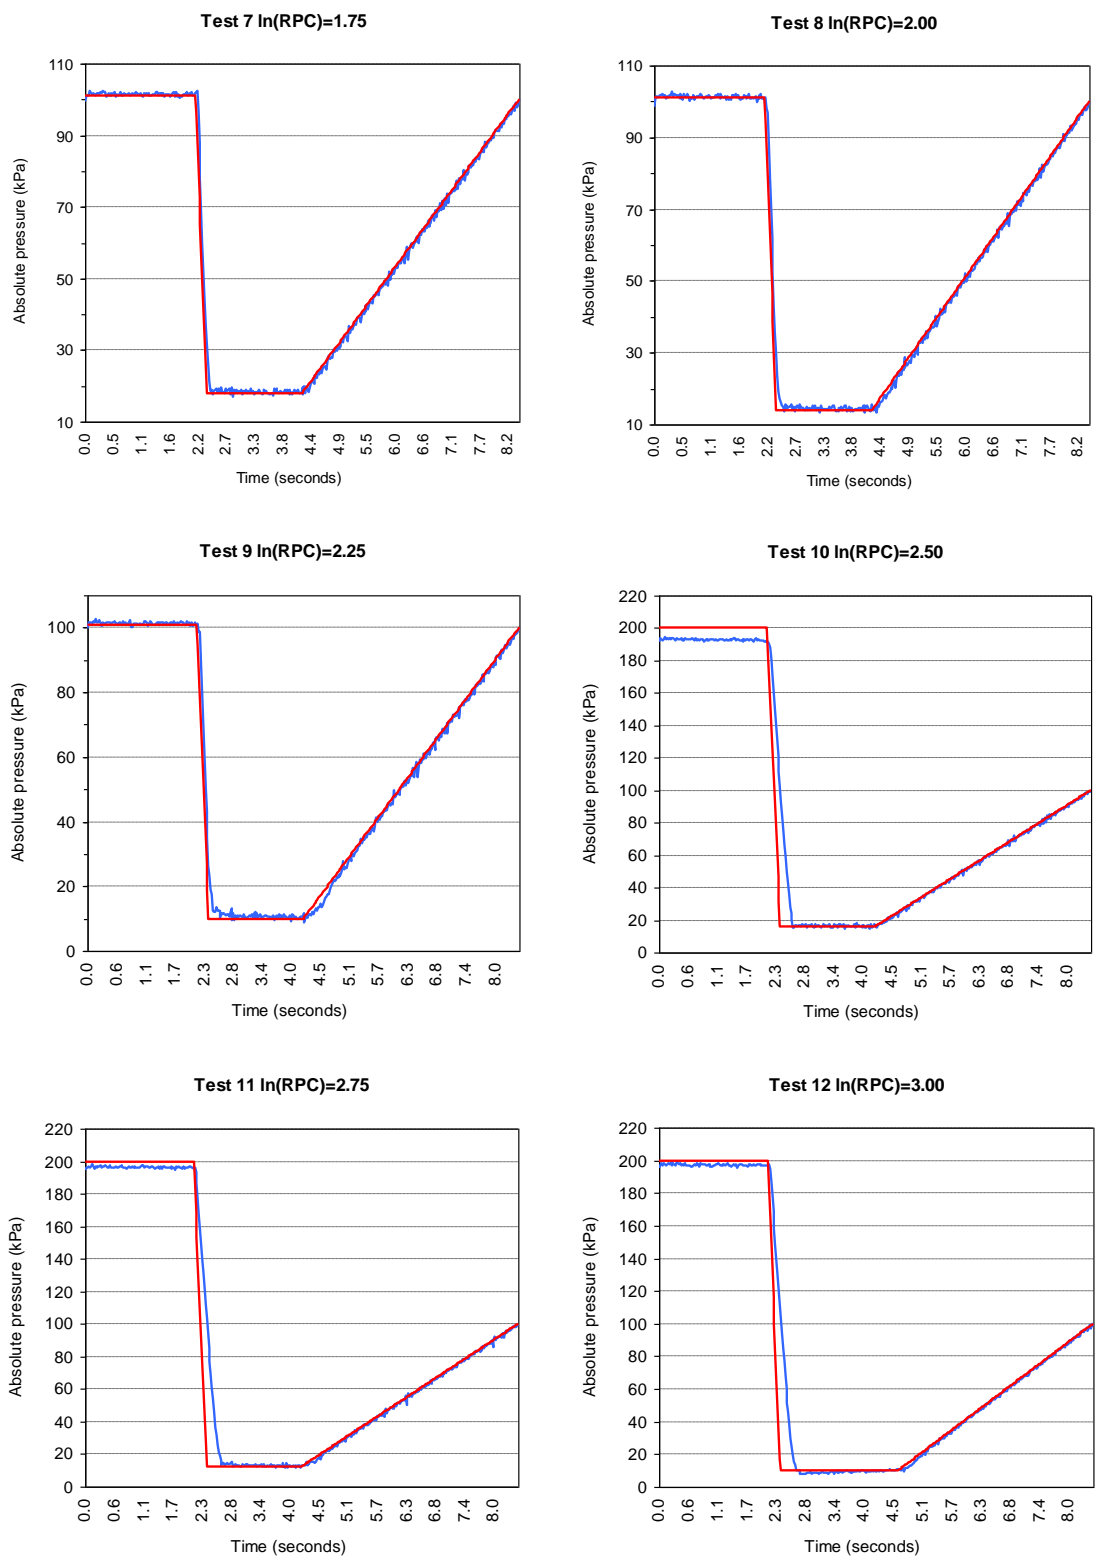 Test 7 ln(RPC)=1.75
Absolute pressure (kPa)
110
90
70
50
30
10
0.0 0.5 1.1 1.6 2.2 2.7 3.3 3.8 4.4 4.9 5.5 6.0 6.6 7.1 7.7 8.2
Time (seconds)
Test 8 ln(RPC)=2.00
Absolute pressure (kPa)
110
90
70
50
30
10
0.0 0.5 1.1 1.6 2.2 2.7 3.3 3.8 4.4 4.9 5.5 6.0 6.6 7.1 7.7 8.2
Time (seconds)
Test 9 ln(RPC)=2.25
Absolute pressure (kPa)
100
80
60
40
20
0
0.0 0.6 1.1 1.7 2.3 2.8 3.4 4.0 4.5 5.1 5.7 6.3 6.8 7.4 8.0
Time (seconds)
Test 10 ln(RPC)=2.50
Absolute pressure (kPa)
220
200
180
160
140
120
100
80
60
40
20
0
0.0 0.6 1.1 1.7 2.3 2.8 3.4 4.0 4.5 5.1 5.7 6.3 6.8 7.4 8.0
Time (seconds)
Test 11 ln(RPC)=2.75
Absolute pressure (kPa)
220
200
180
160
140
120
100
80
60
40
20
0
0.0 0.6 1.1 1.7 2.3 2.8 3.4 4.0 4.5 5.1 5.7 6.3 6.8 7.4 8.0
Time (seconds)
Test 12 ln(RPC)=3.00
Absolute pressure (kPa)
220
200
180
160
140
120
100
80
60
40
20
0
0.0 0.6 1.1 1.7 2.3 2.8 3.4 4.0 4.5 5.1 5.7 6.3 6.8 7.4 8.0
Time (seconds)